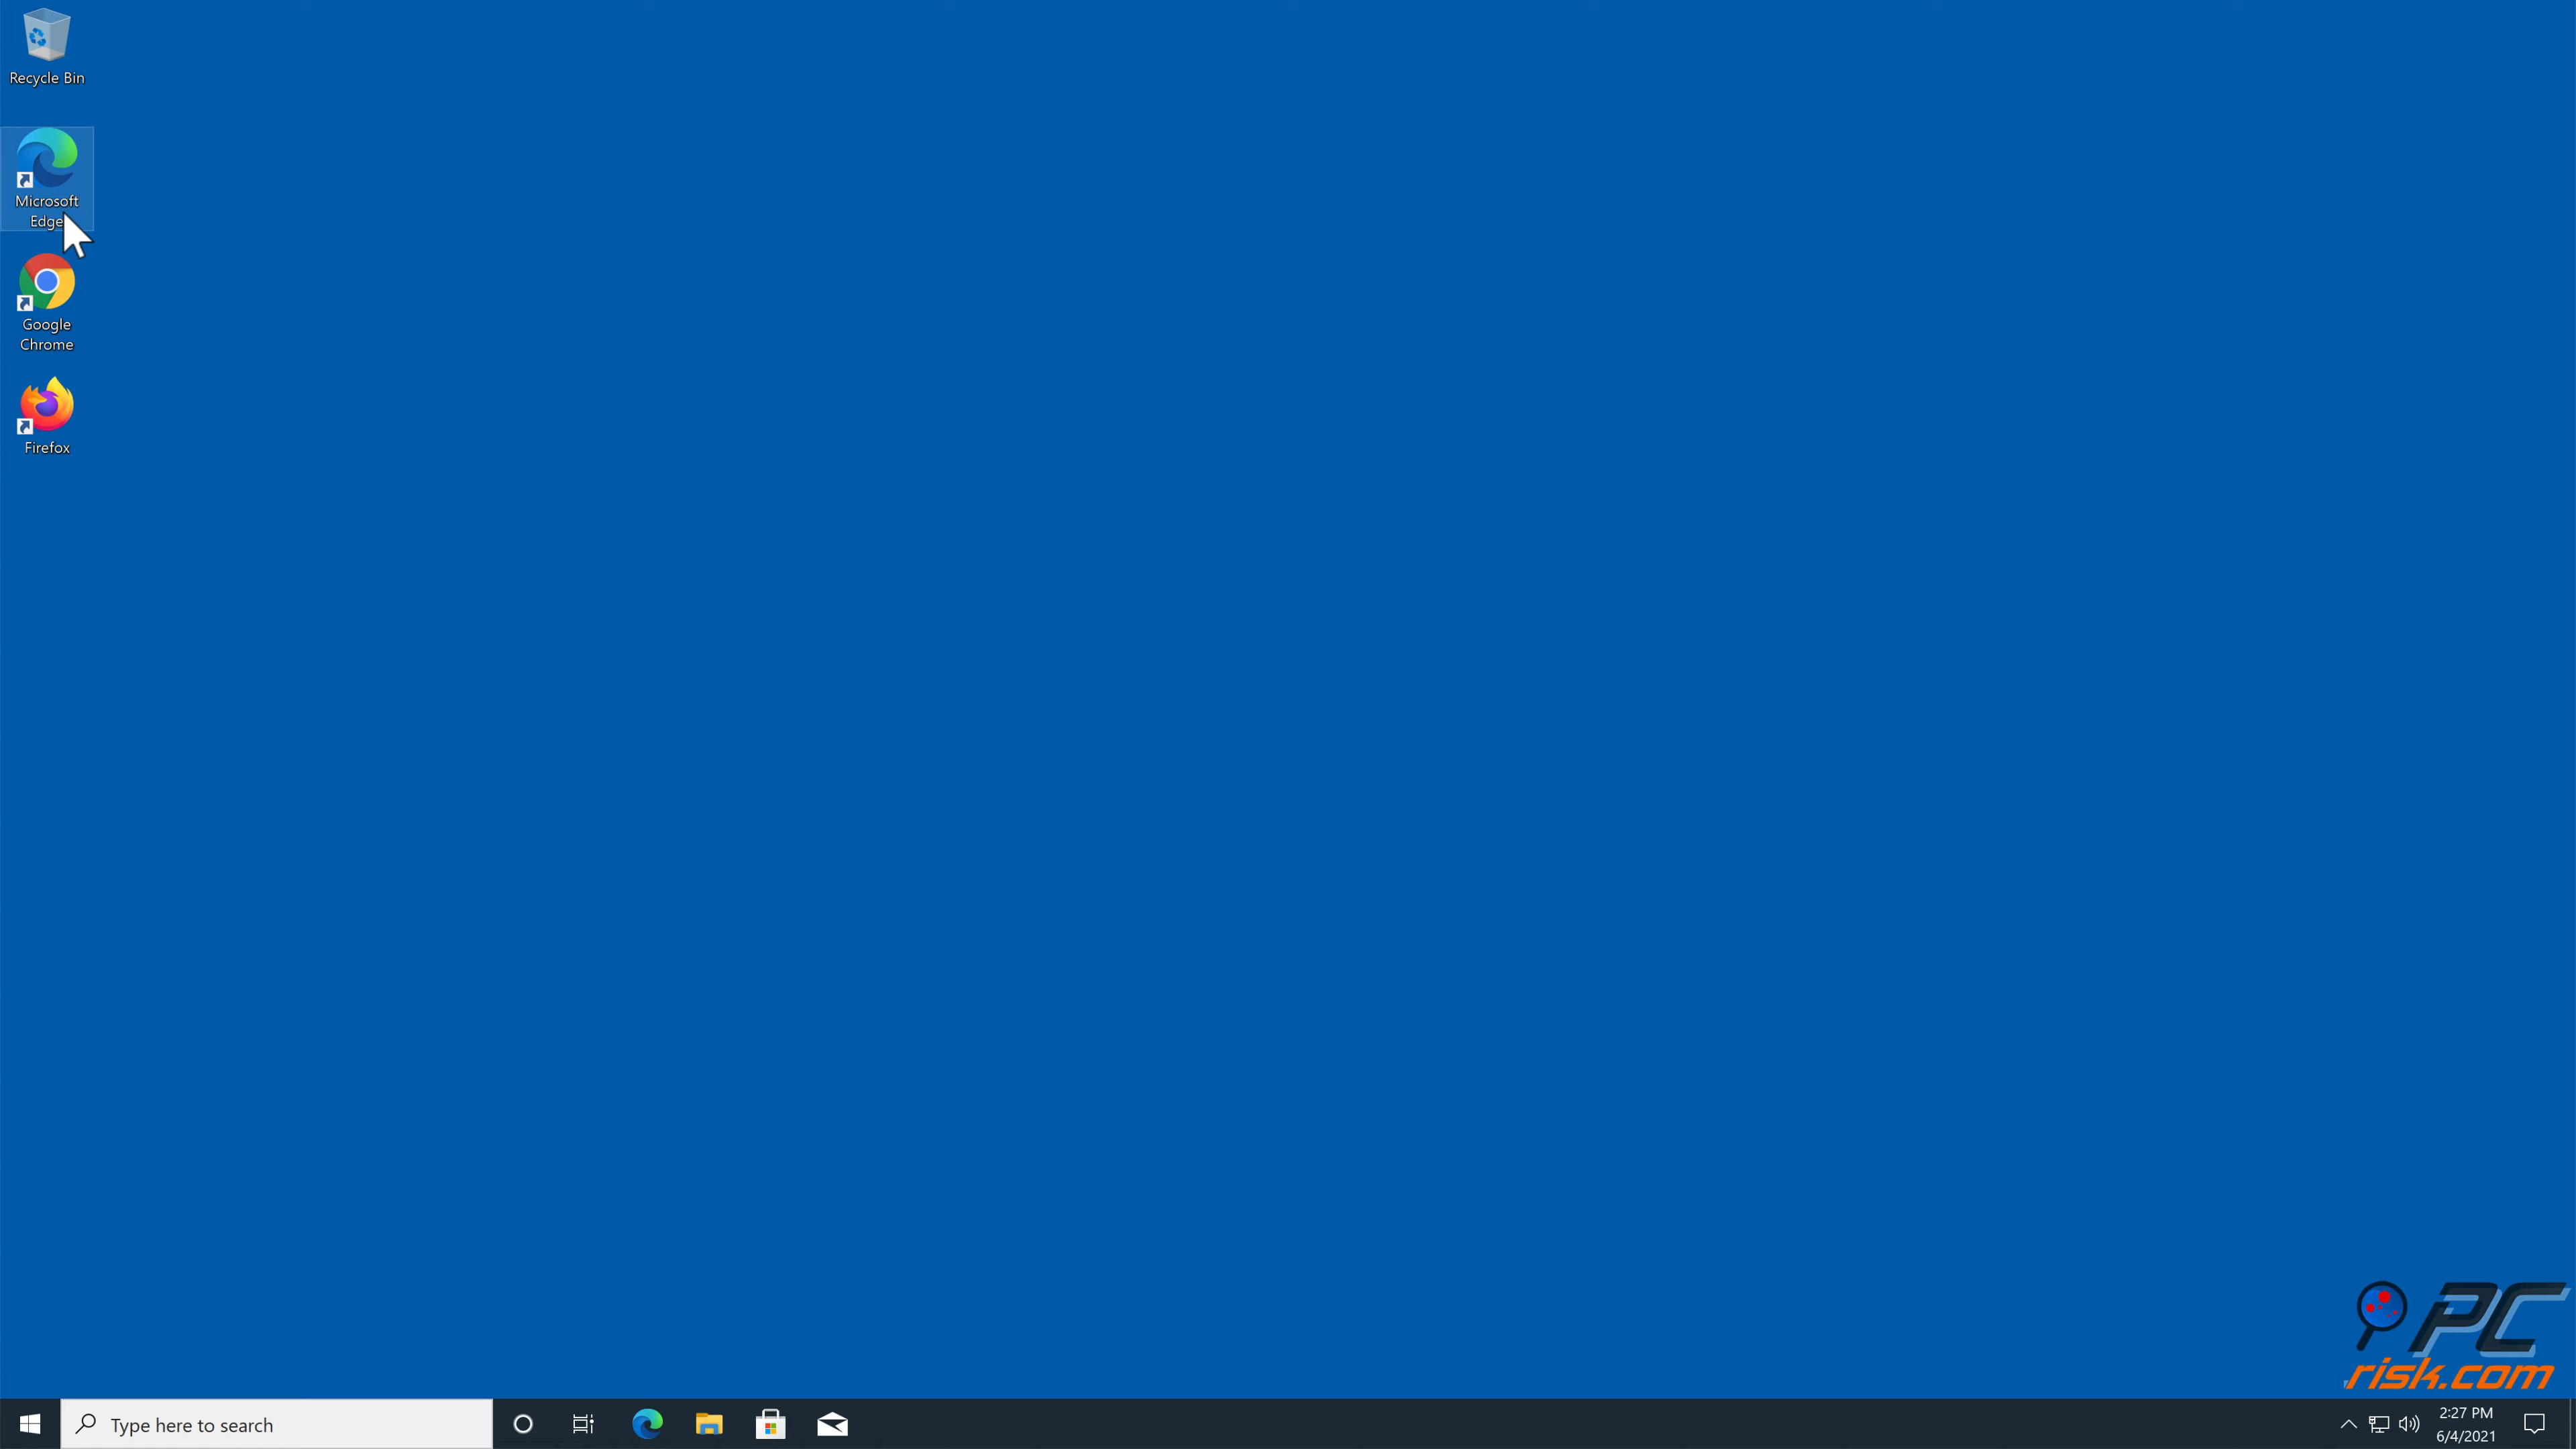 Recycle Bin
Microsoft
Edge
Google
Chrome
Firefox
PC
risk.com
Type here to search
2:27 PM
6/4/2021